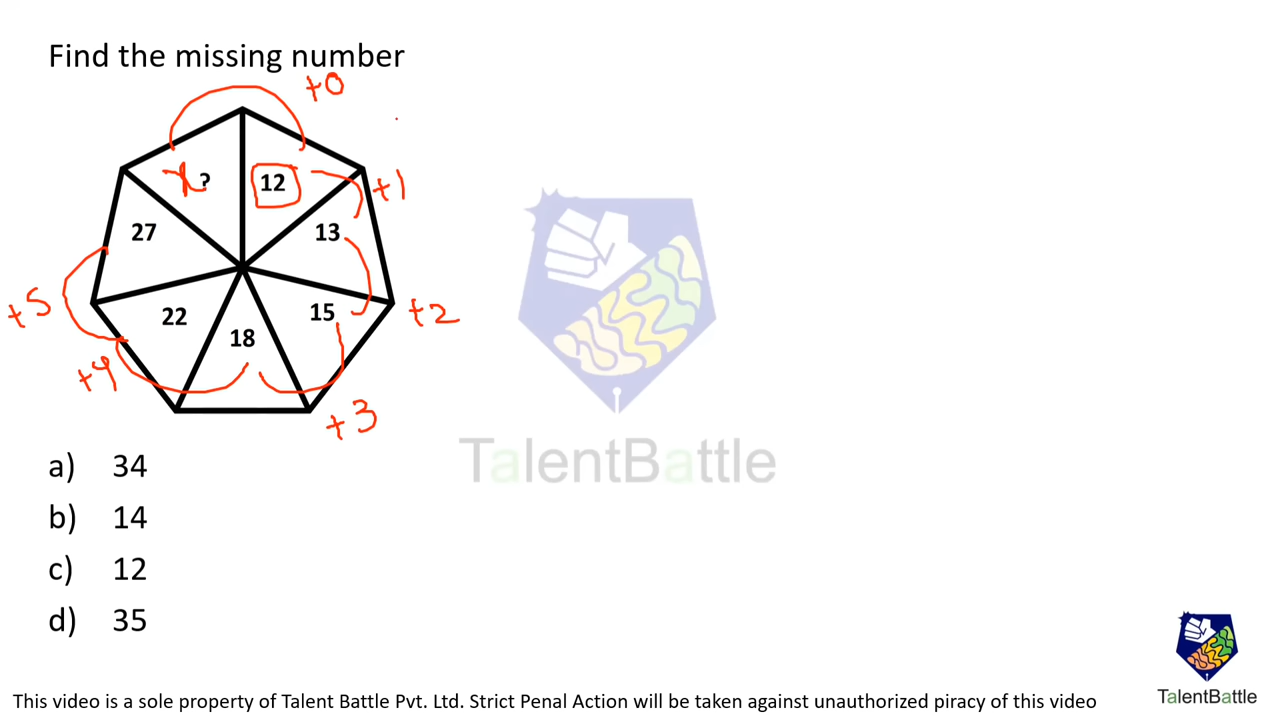 Find the missing number
+0
x ?
12
+1
27
13
+5
22
15
+2
18
+4
+3
a) 34
b) 14
c) 12
d) 35
TalentBattle
TalentBattle
This video is a sole property of Talent Battle Pvt. Ltd. Strict Penal Action will be taken against unauthorized piracy of this video